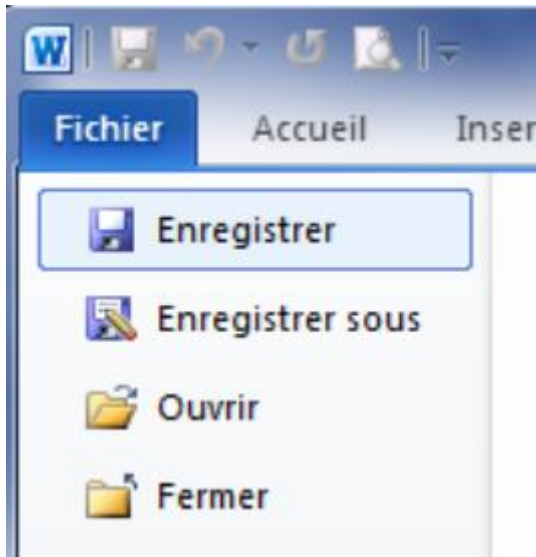 W
Fichier Accueil Inser
Enregistrer
Enregistrer sous
Ouvrir
Fermer